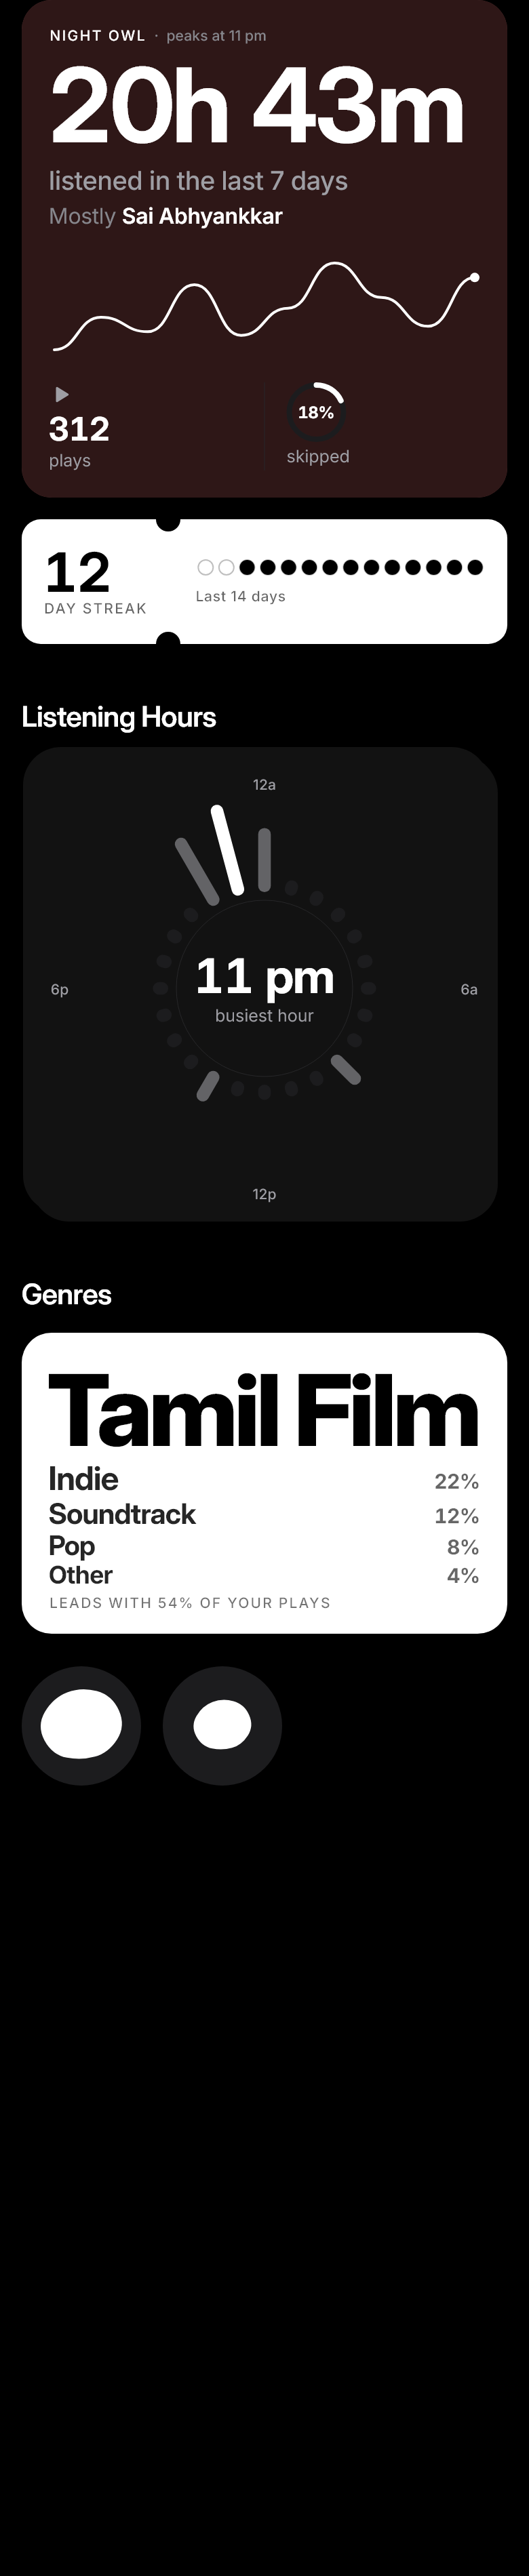 NIGHT OWL · peaks at 11 pm
20h 43m
listened in the last 7 days
Mostly Sai Abhyankkar
312
plays
18%
skipped
12
DAY STREAK
Last 14 days
Listening Hours
12a
6p
11 pm
busiest hour
6a
12p
Genres
Tamil Film
Indie 22%
Soundtrack 12%
Pop 8%
Other 4%
LEADS WITH 54% OF YOUR PLAYS